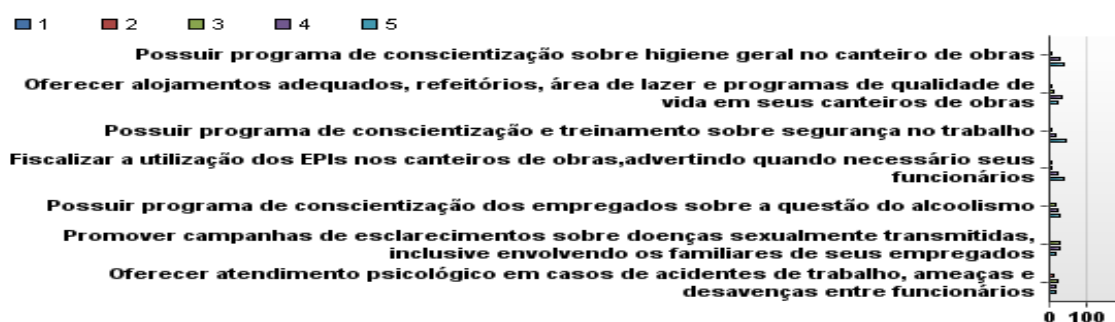 1 2 3 4 5
Possuir programa de conscientização sobre higiene geral no canteiro de obras
Oferecer alojamentos adequados, refeitórios, área de lazer e programas de qualidade de
vida em seus canteiros de obras
Possuir programa de conscientização e treinamento sobre segurança no trabalho
Fiscalizar a utilização dos EPIs nos canteiros de obras,advertindo quando necessário seus
funcionários
Possuir programa de conscientização dos empregados sobre a questão do alcoolismo
Promover campanhas de esclarecimentos sobre doenças sexualmente transmitidas,
inclusive envolvendo os familiares de seus empregados
Oferecer atendimento psicológico em casos de acidentes de trabalho, ameaças e
desavenças entre funcionários
0 100